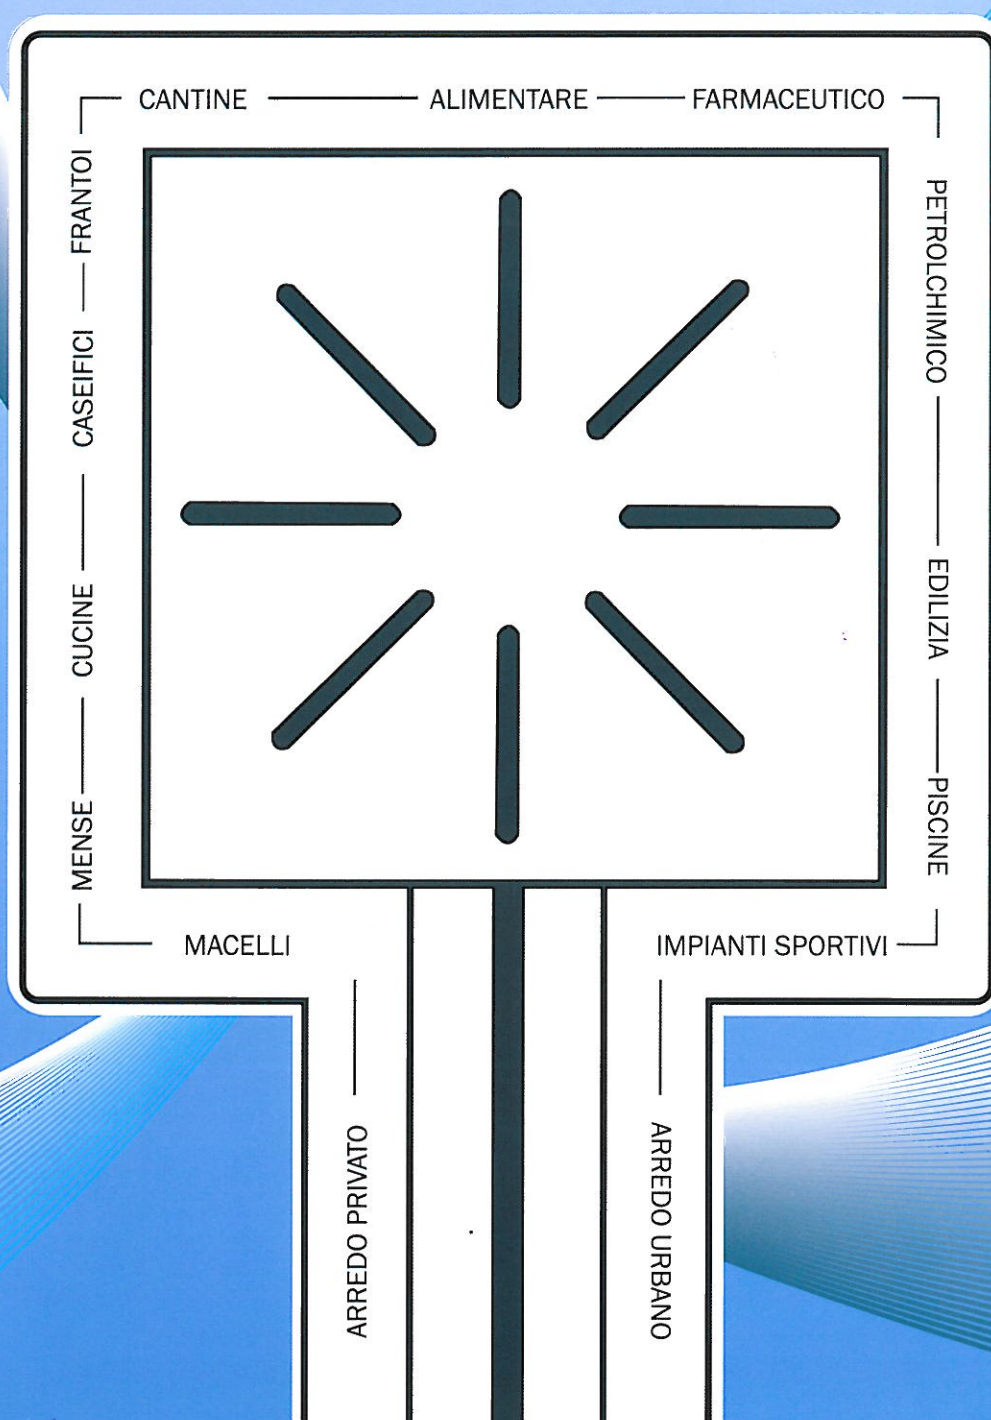 CANTINE
ALIMENTARE
FARMACEUTICO
PETROLCHIMICO
EDILIZIA
PISCINE
IMPIANTI SPORTIVI
ARREDO URBANO
ARREDO PRIVATO
MACELLI
MENSE
CUCINE
CASEIFICI
FRANTOI